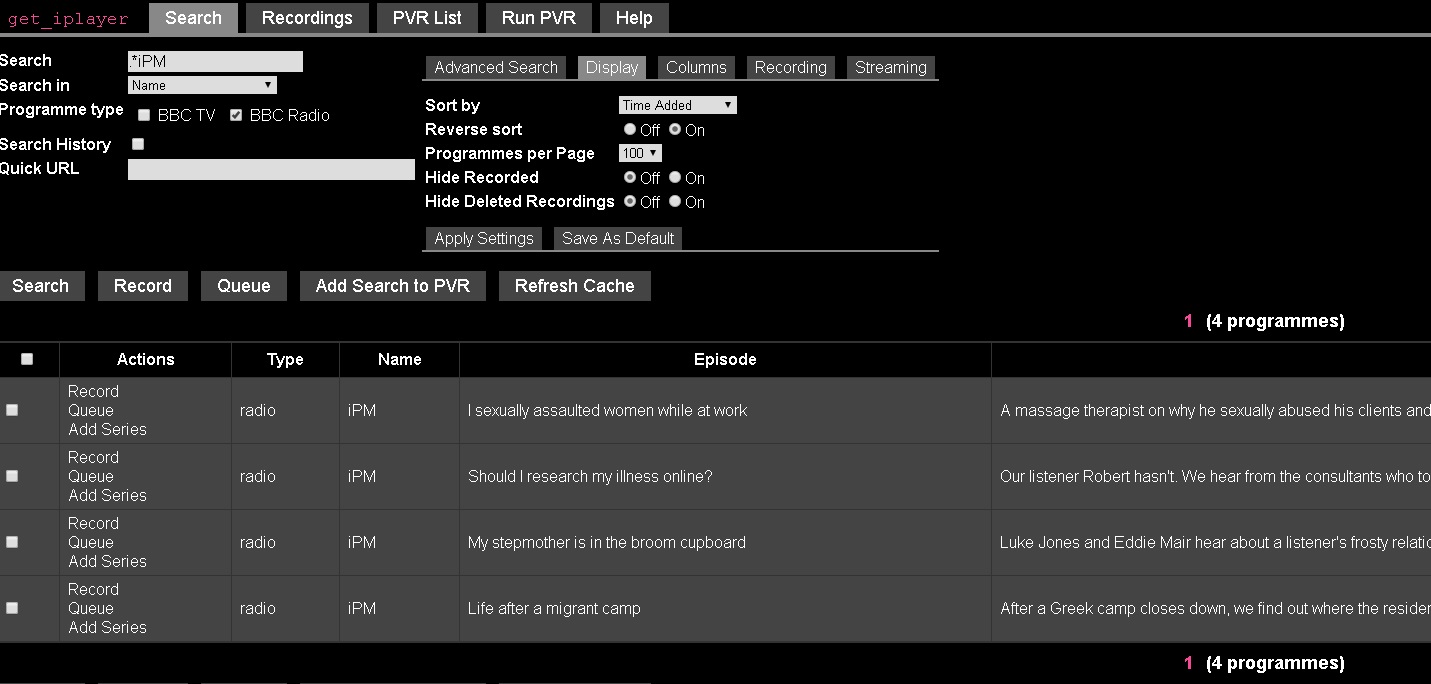 get_iplayer Search Recordings PVR List Run PVR Help
Search .*iPM
Search in Name
Programme type BBC TV BBC Radio
Search History
Quick URL
Advanced Search Display Columns Recording Streaming
Sort by Time Added
Reverse sort Off On
Programmes per Page 100
Hide Recorded Off On
Hide Deleted Recordings Off On
Apply Settings Save As Default
Search Record Queue Add Search to PVR Refresh Cache
1 (4 programmes)
Actions Type Name Episode
Record
Queue
Add Series
radio iPM I sexually assaulted women while at work A massage therapist on why he sexually abused his clients and
Record
Queue
Add Series
radio iPM Should I research my illness online? Our listener Robert hasn't. We hear from the consultants who to
Record
Queue
Add Series
radio iPM My stepmother is in the broom cupboard Luke Jones and Eddie Mair hear about a listener's frosty relatio
Record
Queue
Add Series
radio iPM Life after a migrant camp After a Greek camp closes down, we find out where the residen
1 (4 programmes)